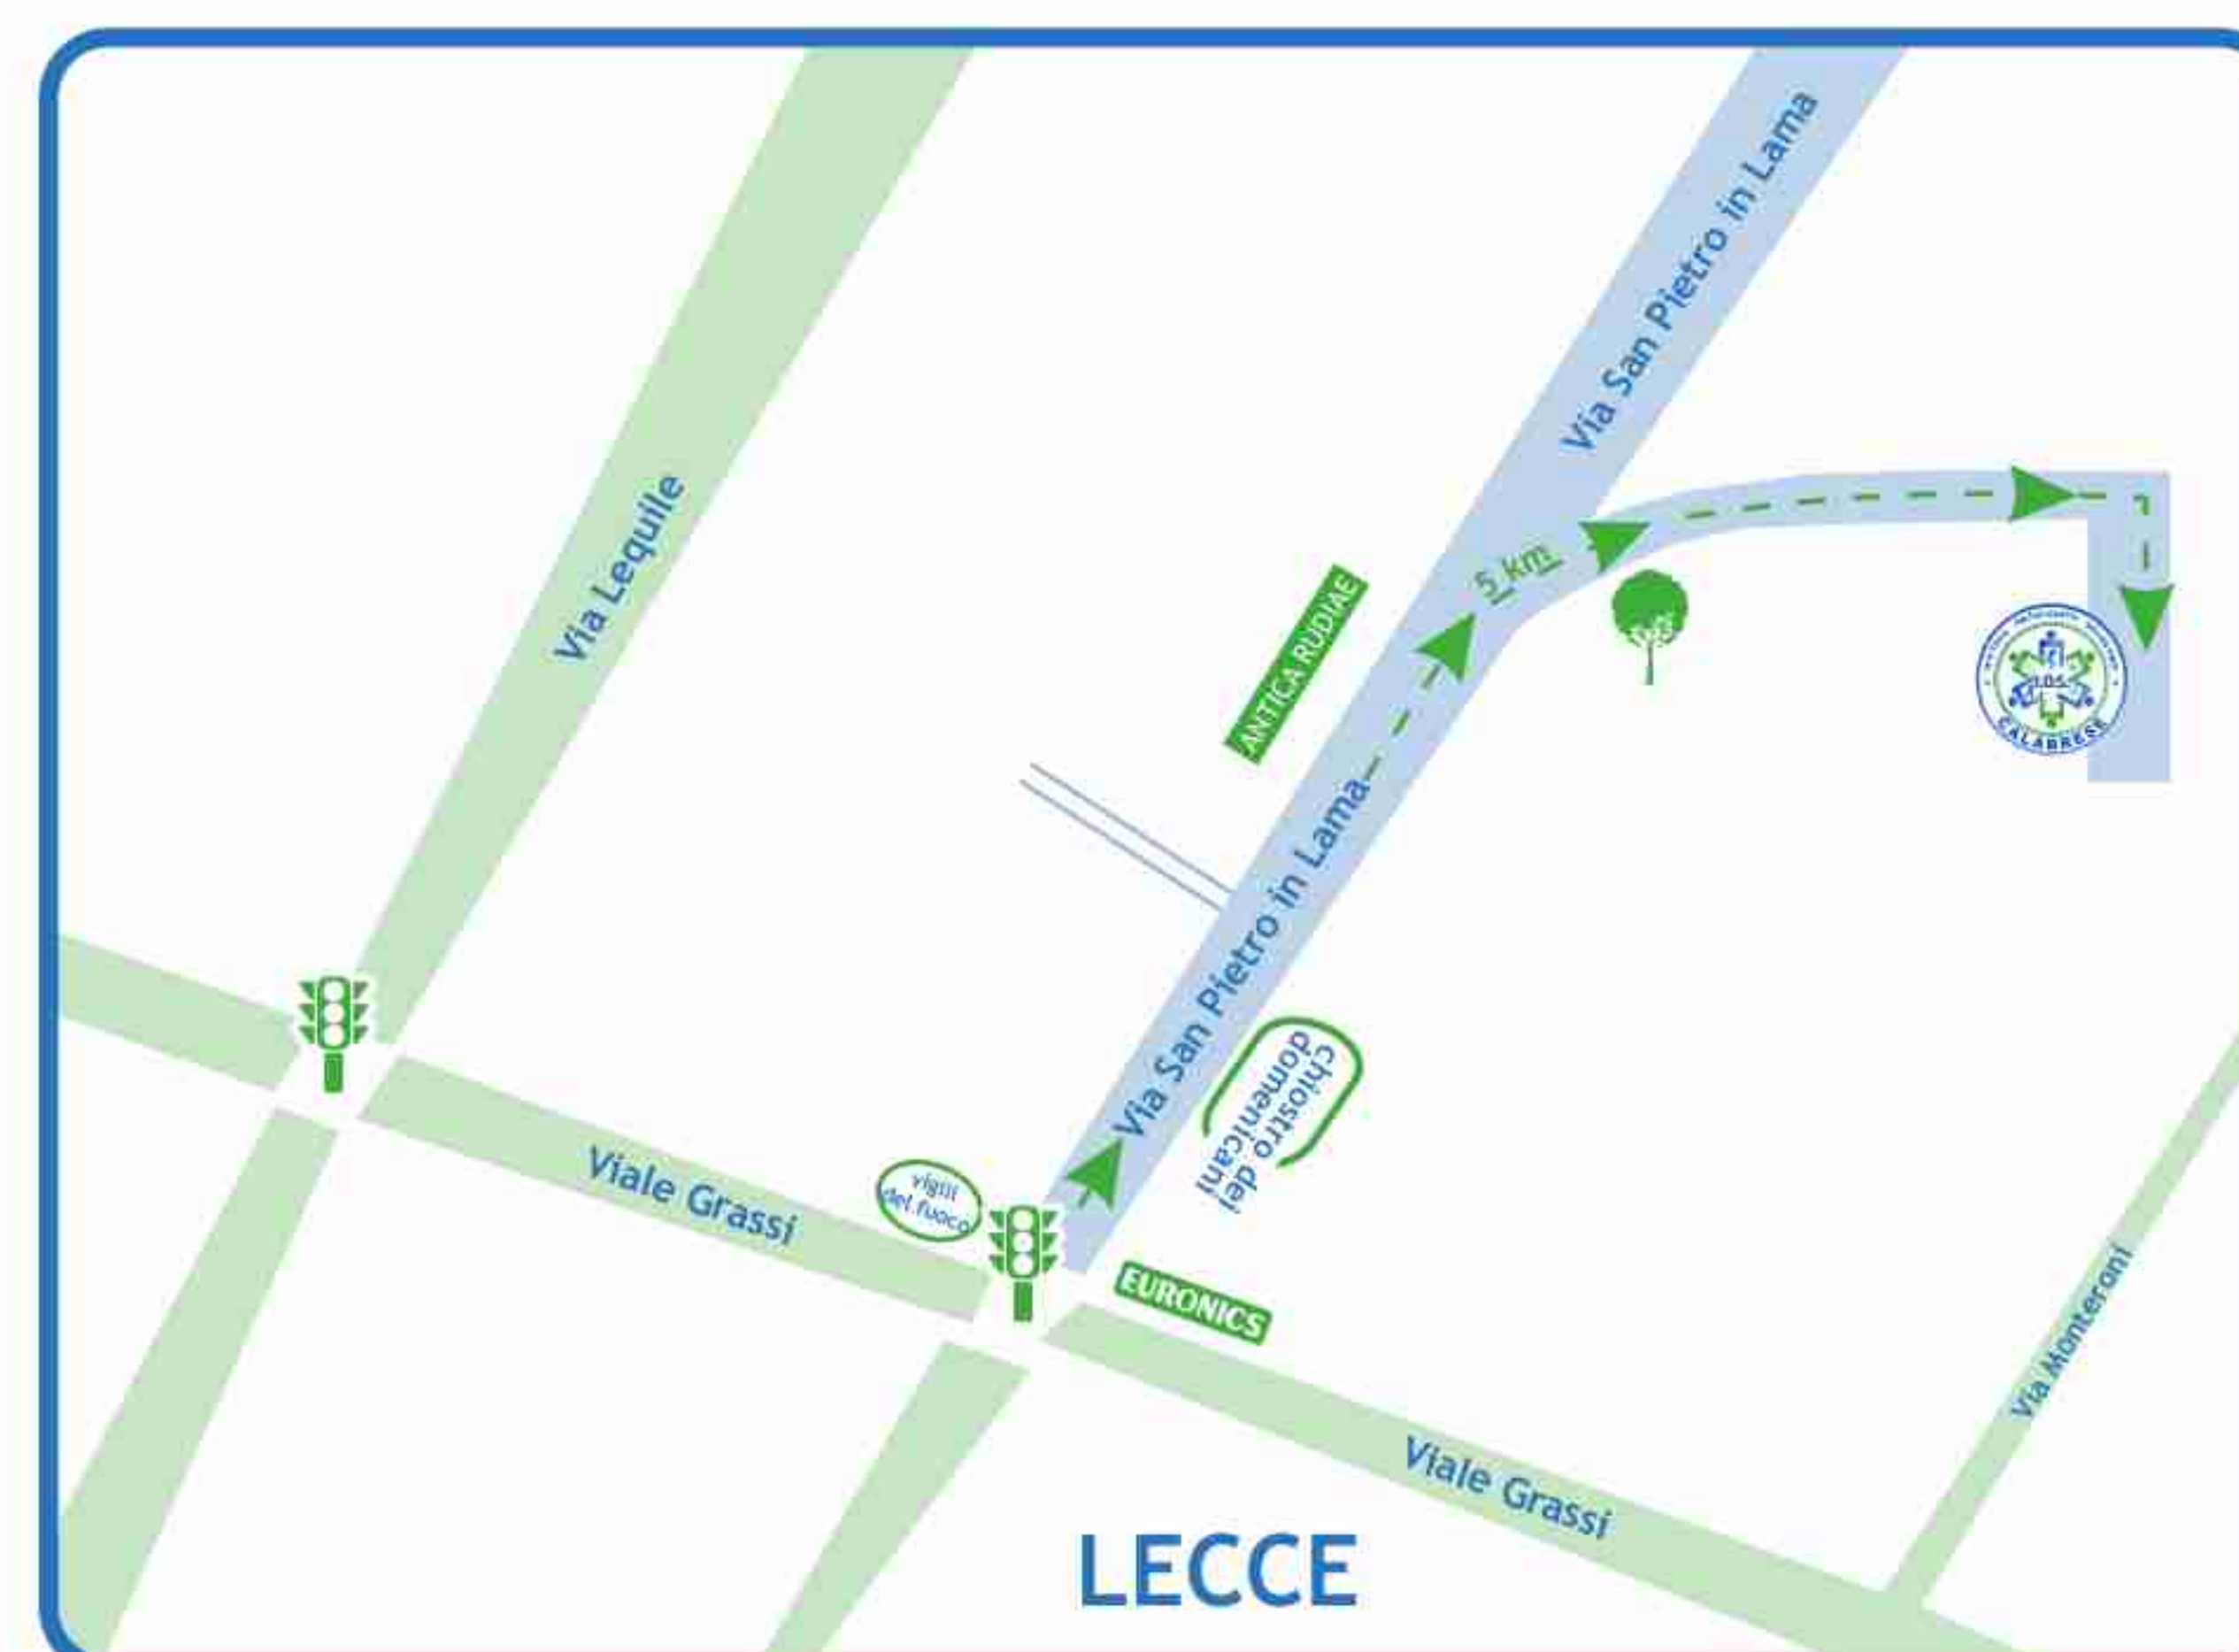 Via San Pietro in Lama
Via Lequile
5 km
ANTICA RUDIAE
CALABRESE
Via San Pietro in Lama
chiostro dei
domenicani
Viale Grassi
vigili
del fuoco
EURONICS
Via Monteroni
Viale Grassi
LECCE